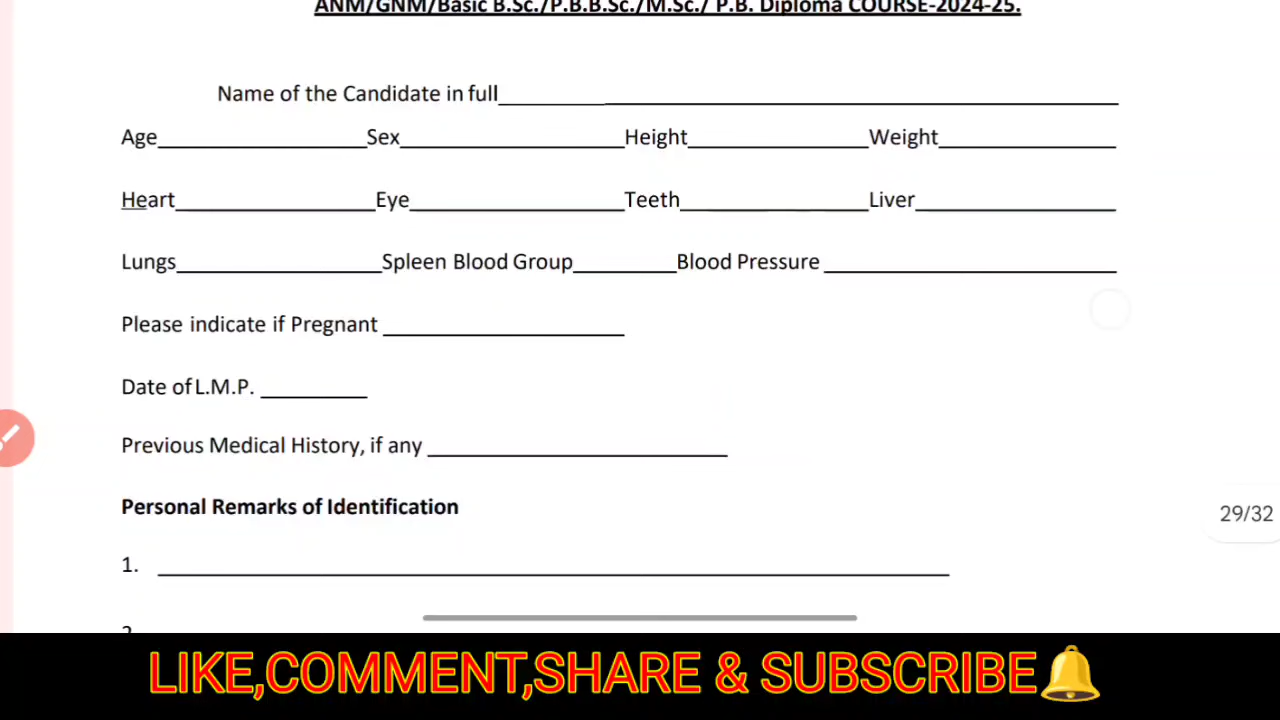 ANM/GNM/Basic B.Sc./P.B.B.Sc./M.Sc./ P.B. Diploma COURSE-2024-25.
Name of the Candidate in full
Age Sex Height Weight
Heart Eye Teeth Liver
Lungs Spleen Blood Group Blood Pressure
Please indicate if Pregnant
Date of L.M.P.
Previous Medical History, if any
Personal Remarks of Identification
29/32
1.
2
LIKE,COMMENT,SHARE & SUBSCRIBE